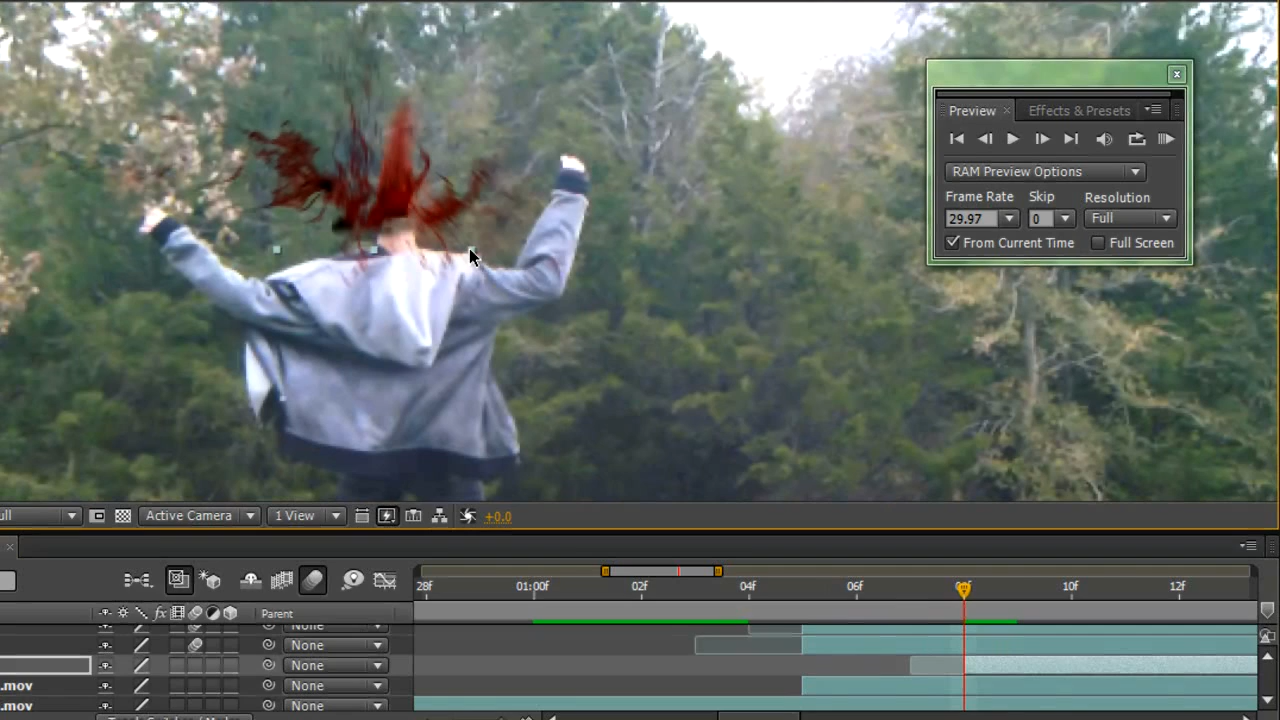 Preview × Effects & Presets
RAM Preview Options
Frame Rate Skip Resolution
29.97 0 Full
From Current Time Full Screen
Active Camera 1 View +0.0
28f 01:00f 02f 04f 06f 10f 12f
fx Parent
None
None
None
.mov None
.mov None